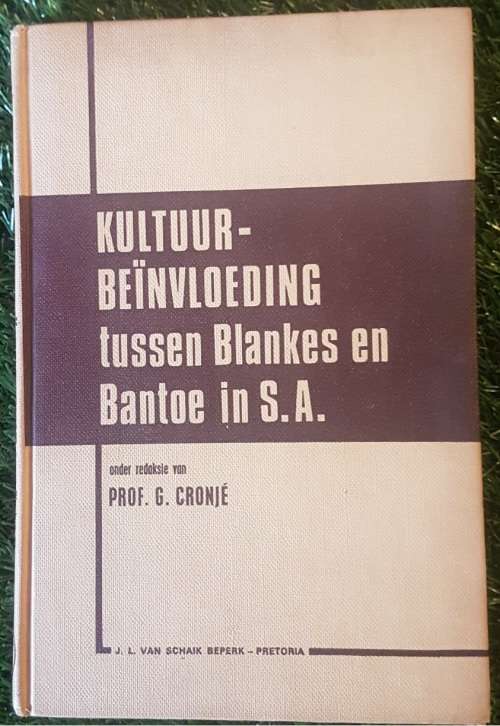 KULTUUR-
BEÏNVLOEDING
tussen Blankes en
Bantoe in S.A.
onder redaksie van
PROF. G. CRONJÉ
J. L. VAN SCHAIK BEPERK – PRETORIA